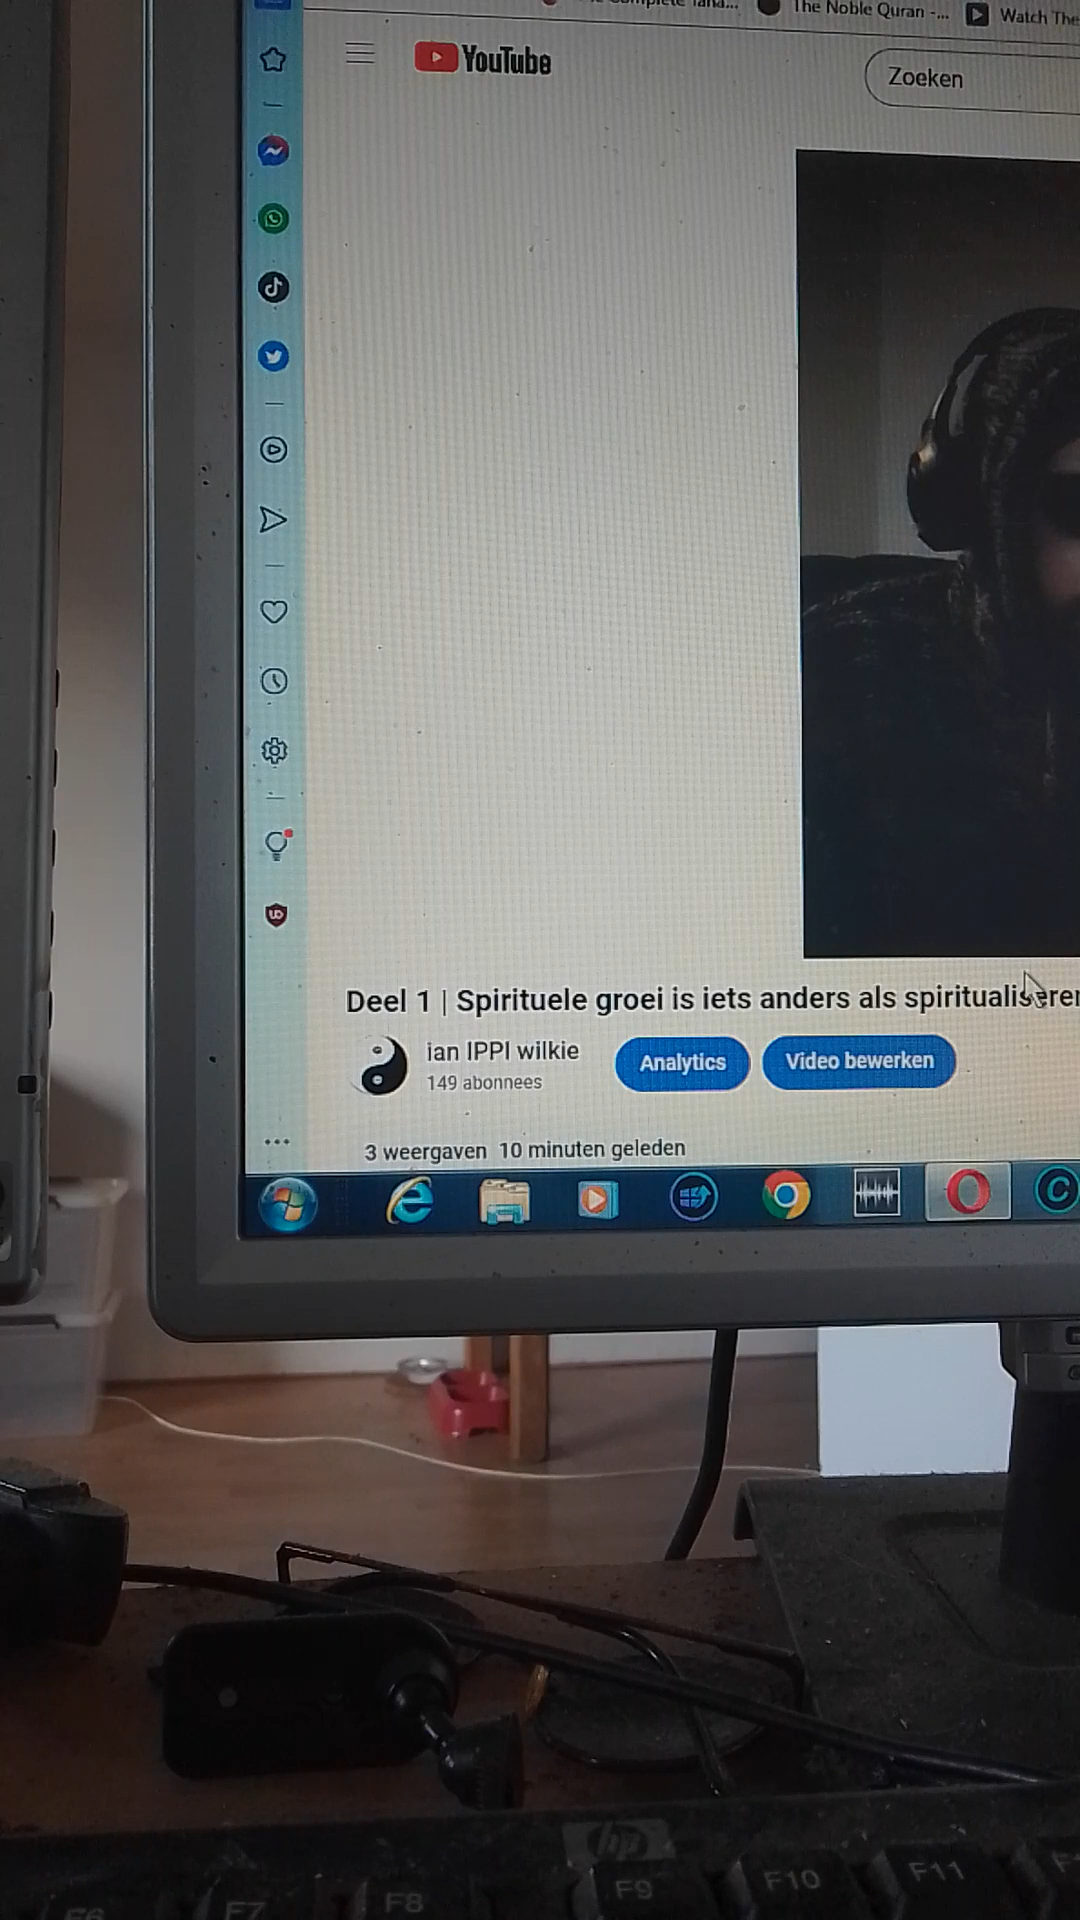 The Noble Quran -...
Watch The
YouTube
Zoeken
Deel 1 | Spirituele groei is iets anders als
ian IPPI wilkie
149 abonnees
Analytics
Video bewerken
3 weergaven 10 minuten geleden
hp
F6
F7
F8
F9
F10
F11